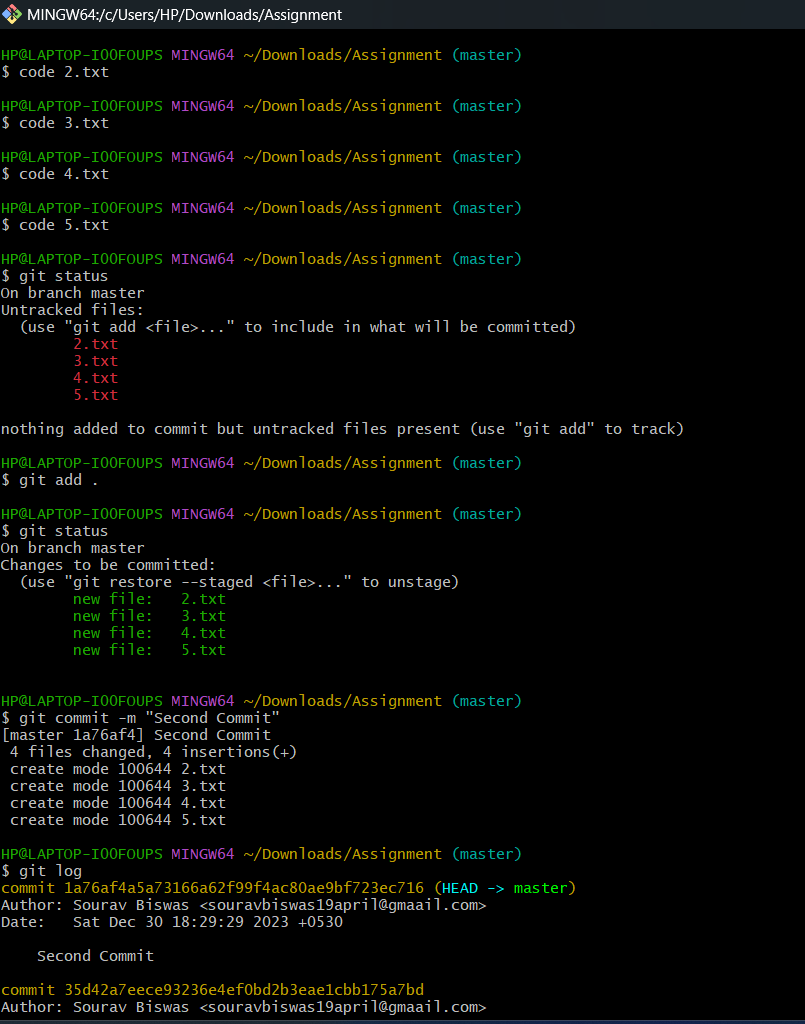 MINGW64:/c/Users/HP/Downloads/Assignment
HP@LAPTOP-IO0FOUPS MINGW64 ~/Downloads/Assignment (master)
$ code 2.txt
HP@LAPTOP-IO0FOUPS MINGW64 ~/Downloads/Assignment (master)
$ code 3.txt
HP@LAPTOP-IO0FOUPS MINGW64 ~/Downloads/Assignment (master)
$ code 4.txt
HP@LAPTOP-IO0FOUPS MINGW64 ~/Downloads/Assignment (master)
$ code 5.txt
HP@LAPTOP-IO0FOUPS MINGW64 ~/Downloads/Assignment (master)
$ git status
On branch master
Untracked files:
  (use "git add <file>..." to include in what will be committed)
        2.txt
        3.txt
        4.txt
        5.txt
nothing added to commit but untracked files present (use "git add" to track)
HP@LAPTOP-IO0FOUPS MINGW64 ~/Downloads/Assignment (master)
$ git add .
HP@LAPTOP-IO0FOUPS MINGW64 ~/Downloads/Assignment (master)
$ git status
On branch master
Changes to be committed:
  (use "git restore --staged <file>..." to unstage)
        new file:   2.txt
        new file:   3.txt
        new file:   4.txt
        new file:   5.txt
HP@LAPTOP-IO0FOUPS MINGW64 ~/Downloads/Assignment (master)
$ git commit -m "Second Commit"
[master 1a76af4] Second Commit
 4 files changed, 4 insertions(+)
 create mode 100644 2.txt
 create mode 100644 3.txt
 create mode 100644 4.txt
 create mode 100644 5.txt
HP@LAPTOP-IO0FOUPS MINGW64 ~/Downloads/Assignment (master)
$ git log
commit 1a76af4a5a73166a62f99f4ac80ae9bf723ec716 (HEAD -> master)
Author: Sourav Biswas <souravbiswas19april@gmaail.com>
Date:   Sat Dec 30 18:29:29 2023 +0530
    Second Commit
commit 35d42a7eece93236e4ef0bd2b3eae1cbb175a7bd
Author: Sourav Biswas <souravbiswas19april@gmaail.com>